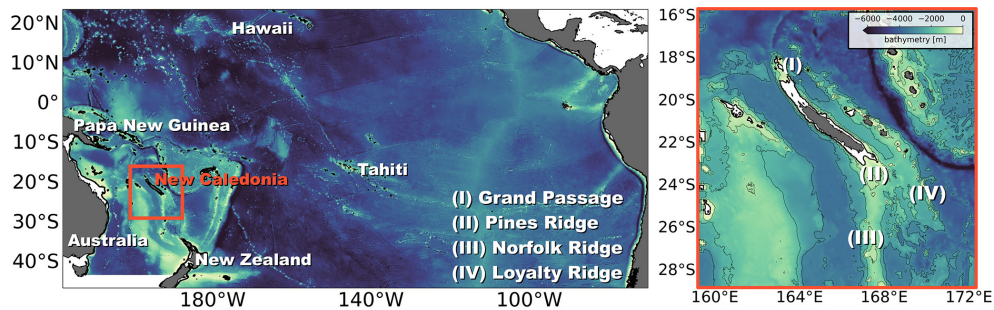 20°N
10°N
0°
10°S
20°S
30°S
40°S
180°W
140°W
100°W
Hawaii
Papa New Guinea
New Caledonia
Tahiti
Australia
New Zealand
(I) Grand Passage
(II) Pines Ridge
(III) Norfolk Ridge
(IV) Loyalty Ridge
16°S
18°S
20°S
22°S
24°S
26°S
28°S
160°E
164°E
168°E
172°E
−6000 −4000 −2000 0
bathymetry [m]
(I)
(II)
(IV)
(III)